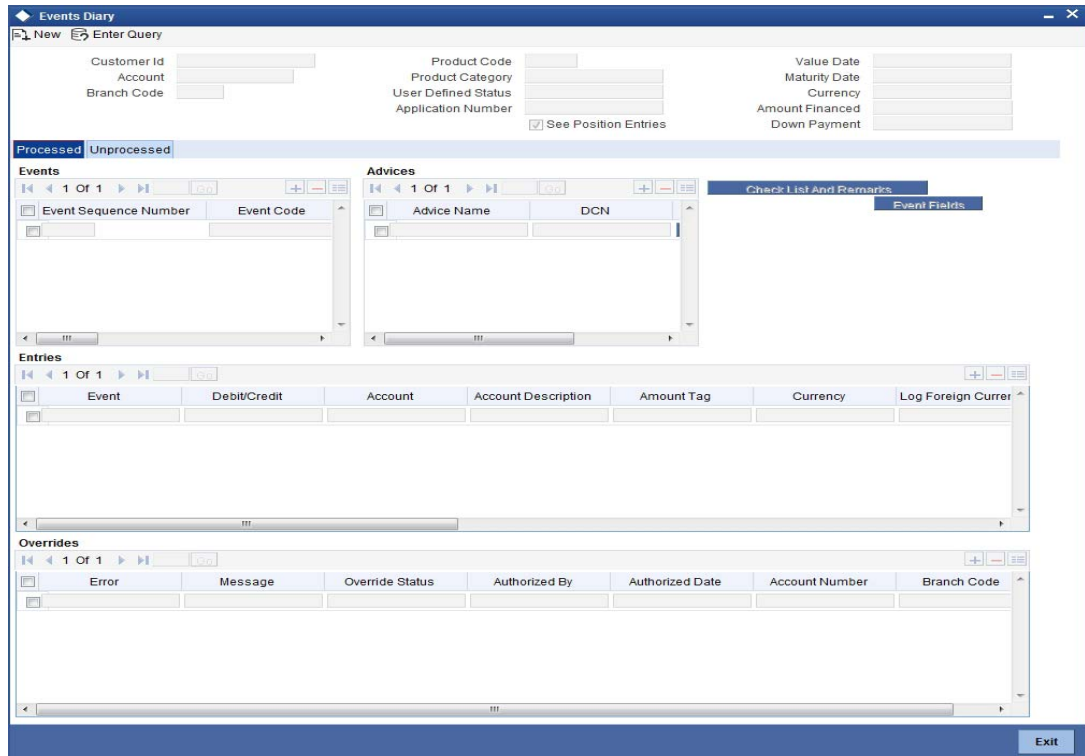 Events Diary
New Enter Query
Customer Id Product Code Value Date
Account Product Category Maturity Date
Branch Code User Defined Status Currency
Application Number Amount Financed
See Position Entries Down Payment
Processed Unprocessed
Events Advices
1 Of 1 Go 1 Of 1 Go Check List And Remarks
Event Fields
Event Sequence Number Event Code Advice Name DCN
Entries
1 Of 1 Go
Event Debit/Credit Account Account Description Amount Tag Currency Log Foreign Currer
Overrides
1 Of 1 Go
Error Message Override Status Authorized By Authorized Date Account Number Branch Code
Exit